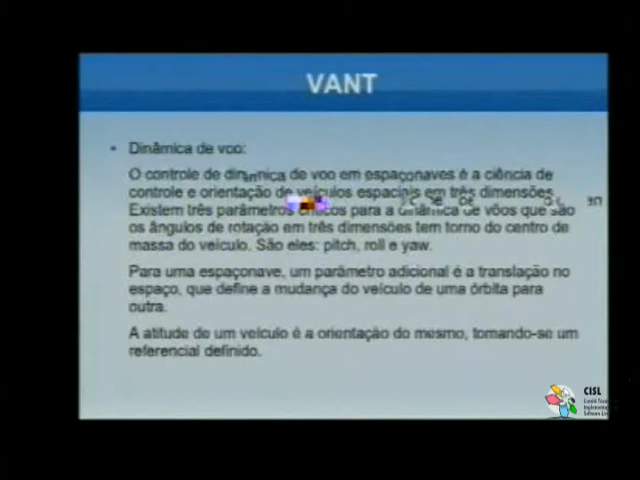 VANT
• Dinâmica de voo:
O controle de dinâmica de voo em espaçonaves é a ciência de
controle e orientação de veículos espaciais em três dimensões.
Existem três parâmetros críticos para a dinâmica de vôos que são
os ângulos de rotação em três dimensões tem torno do centro de
massa do veículo. São eles: pitch, roll e yaw.
Para uma espaçonave, um parâmetro adicional é a translação no
espaço, que define a mudança do veículo de uma órbita para
outra.
A atitude de um veículo é a orientação do mesmo, tomando-se um
referencial definido.
CISL